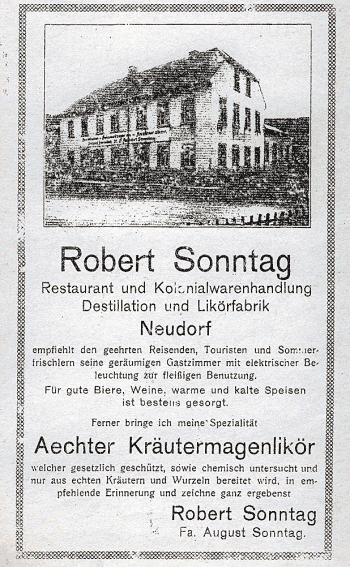 Robert Sonntag
Restaurant und Kolonialwarenhandlung
Destillation und Likörfabrik
Neudorf
empfiehlt den geehrten Reisenden, Touristen und Sommer-
frischlern seine geräumigen Gastzimmer mit elektrischer Be-
leuchtung zur fleißigen Benutzung.
Für gute Biere, Weine, warme und kalte Speisen
ist bestens gesorgt.
Ferner bringe ich meine Spezialität
Aechter Kräutermagenlikör
welcher gesetzlich geschützt, sowie chemisch untersucht und
nur aus echten Kräutern und Wurzeln bereitet wird, in em-
pfehlende Erinnerung und zeichne ganz ergebenst
Robert Sonntag
Fa. August Sonntag.